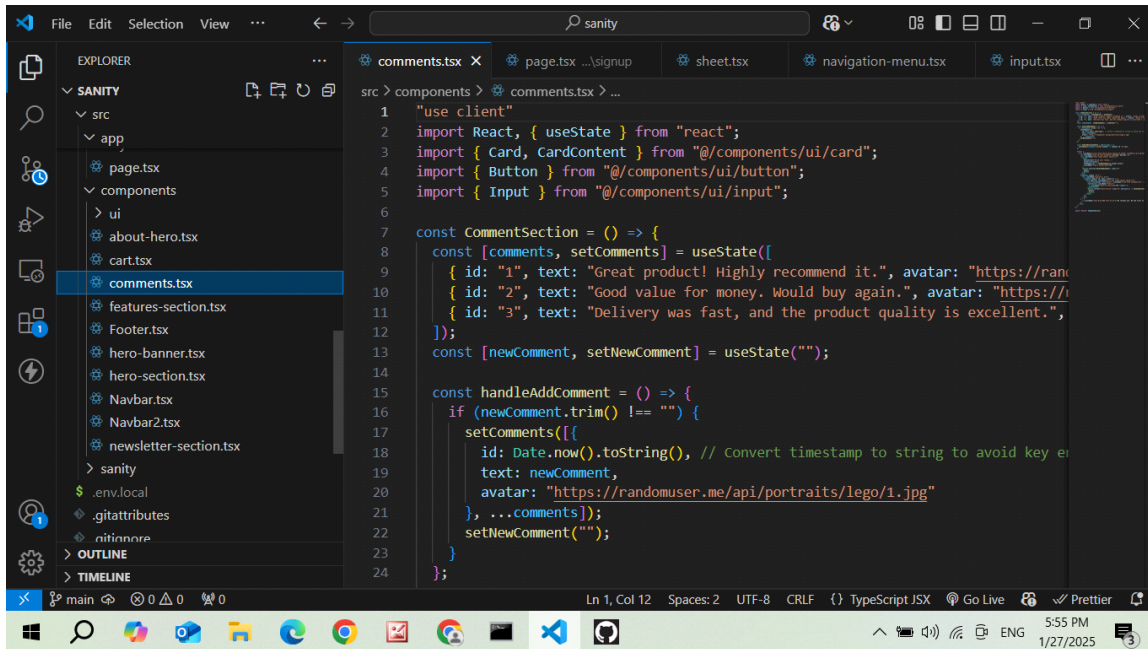 File Edit Selection View ··· sanity
EXPLORER ···
SANITY
src
app
page.tsx
components
ui
about-hero.tsx
cart.tsx
comments.tsx
features-section.tsx
Footer.tsx
hero-banner.tsx
hero-section.tsx
Navbar.tsx
Navbar2.tsx
newsletter-section.tsx
sanity
$ .env.local
.gitattributes
.gitignore
OUTLINE
TIMELINE
1
1
comments.tsx page.tsx ...\signup sheet.tsx navigation-menu.tsx input.tsx ···
src > components > comments.tsx > ...
1 "use client"
2 import React, { useState } from "react";
3 import { Card, CardContent } from "@/components/ui/card";
4 import { Button } from "@/components/ui/button";
5 import { Input } from "@/components/ui/input";
6
7 const CommentSection = () => {
8 const [comments, setComments] = useState([
9 { id: "1", text: "Great product! Highly recommend it.", avatar: "https://rand
10 { id: "2", text: "Good value for money. Would buy again.", avatar: "https://r
11 { id: "3", text: "Delivery was fast, and the product quality is excellent.",
12 ]);
13 const [newComment, setNewComment] = useState("");
14
15 const handleAddComment = () => {
16 if (newComment.trim() !== "") {
17 setComments([{
18 id: Date.now().toString(), // Convert timestamp to string to avoid key er
19 text: newComment,
20 avatar: "https://randomuser.me/api/portraits/lego/1.jpg"
21 }, ...comments]);
22 setNewComment("");
23 }
24 };
main 0 0 0 Ln 1, Col 12 Spaces: 2 UTF-8 CRLF {} TypeScript JSX Go Live Prettier
ENG 5:55 PM
1/27/2025 3